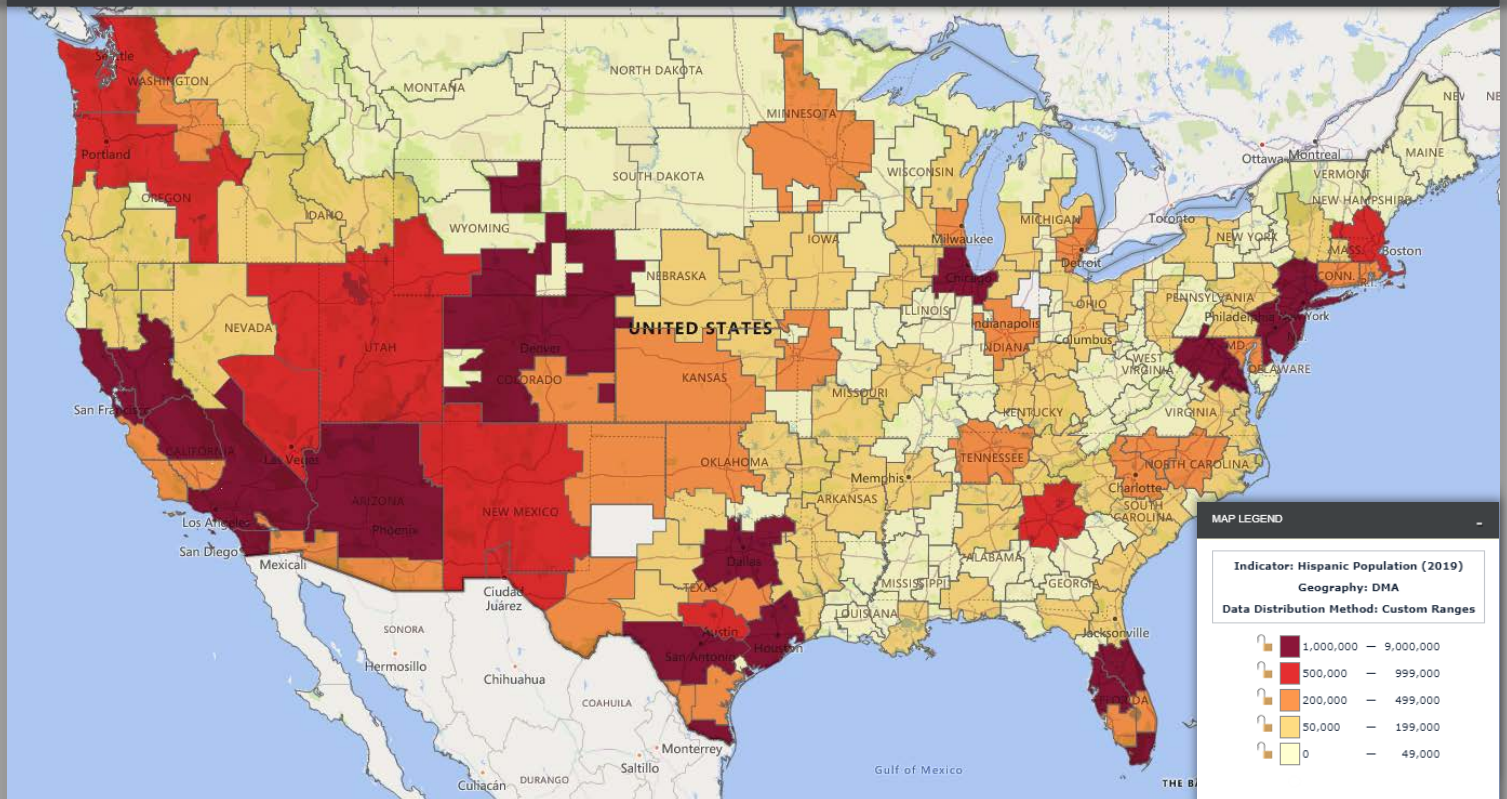 NEW
NE
Seattle
WASHINGTON
MONTANA
NORTH DAKOTA
MINNESOTA
Portland
Ottawa
Montreal
MAINE
VERMONT
SOUTH DAKOTA
WISCONSIN
OREGON
NEW HAMPSHIRE
IDAHO
WYOMING
MICHIGAN
Toronto
IOWA
Milwaukee
NEW YORK
MASS.
Boston
Detroit
Chicago
NEBRASKA
CONN.
R.I.
PENNSYLVANIA
OHIO
ILLINOIS
Philadelphia
New York
NEVADA
UNITED STATES
Indianapolis
UTAH
Denver
INDIANA
Columbus
MD.
N.J.
WEST
VIRGINIA
DELAWARE
COLORADO
KANSAS
MISSOURI
San Francisco
KENTUCKY
VIRGINIA
CALIFORNIA
Las Vegas
OKLAHOMA
TENNESSEE
NORTH CAROLINA
Memphis
Charlotte
ARIZONA
ARKANSAS
NEW MEXICO
SOUTH
CAROLINA
Los Angeles
Phoenix
San Diego
Mexicali
Dallas
ALABAMA
MISSISSIPPI
GEORGIA
TEXAS
Ciudad
Juárez
LOUISIANA
SONORA
Austin
Jacksonville
Houston
San Antonio
Hermosillo
Chihuahua
COAHUILA
FLORIDA
Monterrey
Saltillo
Gulf of Mexico
DURANGO
Culiacán
THE BA
MAP LEGEND
-
Indicator: Hispanic Population (2019)
Geography: DMA
Data Distribution Method: Custom Ranges
1,000,000 — 9,000,000
500,000 — 999,000
200,000 — 499,000
50,000 — 199,000
0 — 49,000